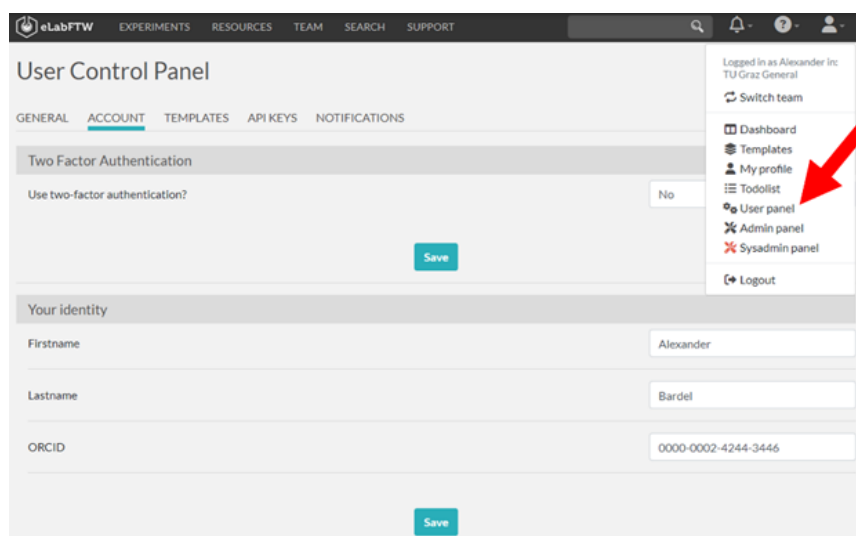 eLabFTW EXPERIMENTS RESOURCES TEAM SEARCH SUPPORT
User Control Panel
GENERAL ACCOUNT TEMPLATES API KEYS NOTIFICATIONS
Two Factor Authentication
Use two-factor authentication?
No
Save
Your identity
Firstname
Alexander
Lastname
Bardel
ORCID
0000-0002-4244-3446
Save
Logged in as Alexander in:
TU Graz General
Switch team
Dashboard
Templates
My profile
Todolist
User panel
Admin panel
Sysadmin panel
Logout